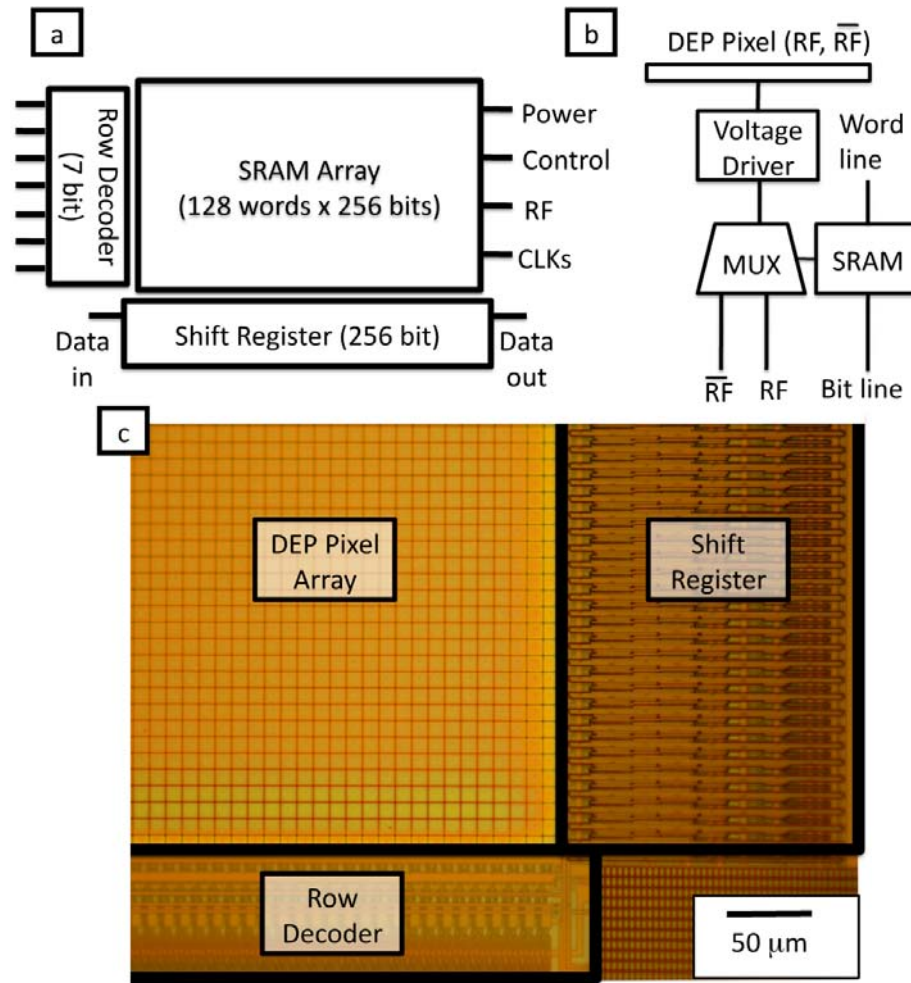 a
Row Decoder
(7 bit)
SRAM Array
(128 words x 256 bits)
Power
Control
RF
CLKs
Shift Register (256 bit)
Data
in
Data
out
b
DEP Pixel (RF, R̅F̅)
Voltage
Driver
Word
line
MUX
SRAM
R̅F̅
RF
Bit line
c
DEP Pixel
Array
Shift
Register
Row
Decoder
50 μm